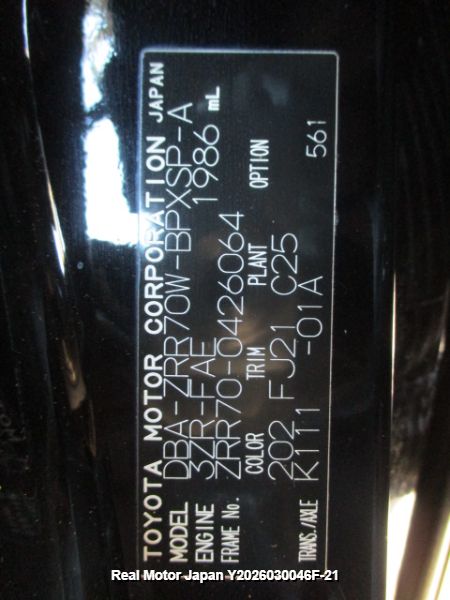 TOYOTA MOTOR CORPORATION JAPAN
MODEL DBA-ZRR70W-BPXSP-A
ENGINE 3ZR-FAE 1986 mL
FRAME No. ZRR70-0426064
COLOR TRIM PLANT OPTION
202 FJ21 C25
TRANS./AXLE K111 -01A 561
Real Motor Japan Y2026030046F-21